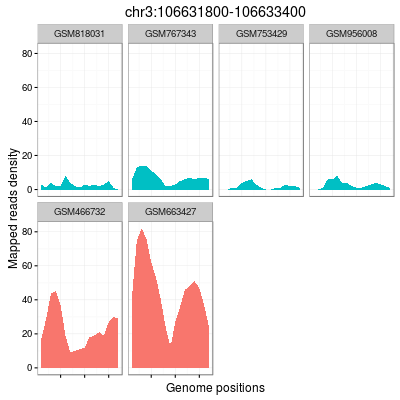 chr3:106631800-106633400
GSM818031 GSM767343 GSM753429 GSM956008
80
60
40
20
0
Mapped reads density
GSM466732 GSM663427
80
60
40
20
0
Genome positions